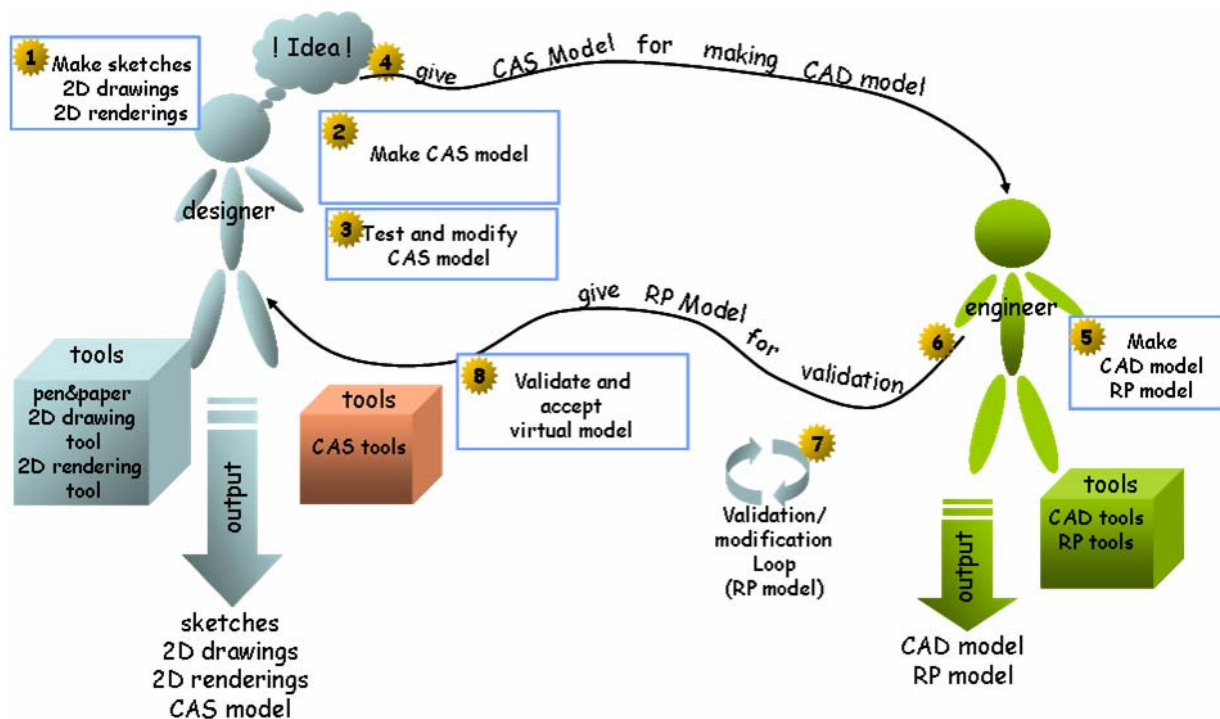 1
Make sketches
2D drawings
2D renderings
! Idea !
4
give CAS Model for making CAD model
2
Make CAS model
designer
3
Test and modify
CAS model
give RP Model for validation
6
engineer
5
Make
CAD model
RP model
8
Validate and
accept
virtual model
7
Validation/
modification
Loop
(RP model)
tools
pen&paper
2D drawing
tool
2D rendering
tool
tools
CAS tools
output
sketches
2D drawings
2D renderings
CAS model
tools
CAD tools
RP tools
output
CAD model
RP model